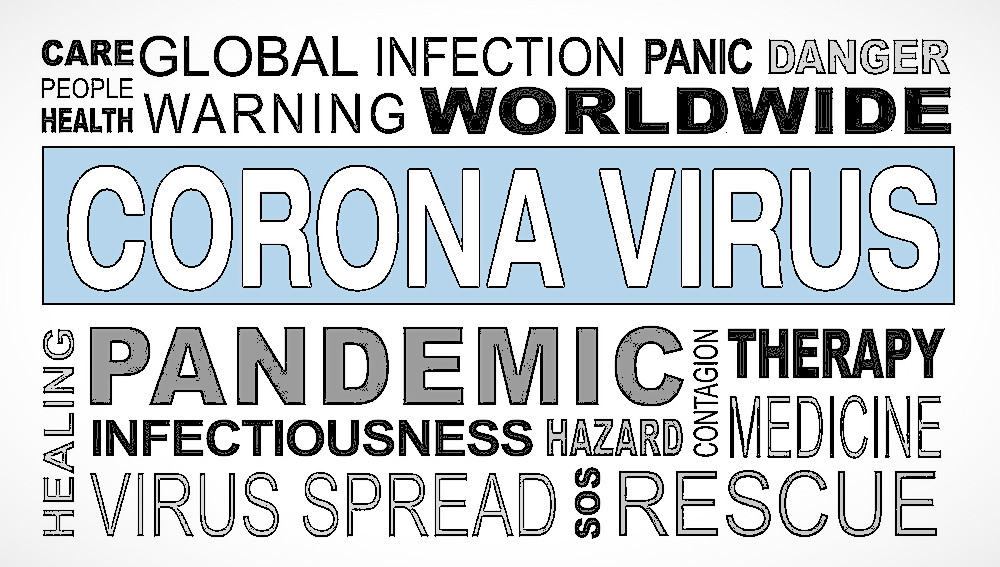 CARE GLOBAL INFECTION PANIC DANGER
PEOPLE
HEALTH WARNING WORLDWIDE
CORONA VIRUS
HEALING PANDEMIC CONTAGION THERAPY
INFECTIOUSNESS HAZARD MEDICINE
VIRUS SPREAD SOS RESCUE